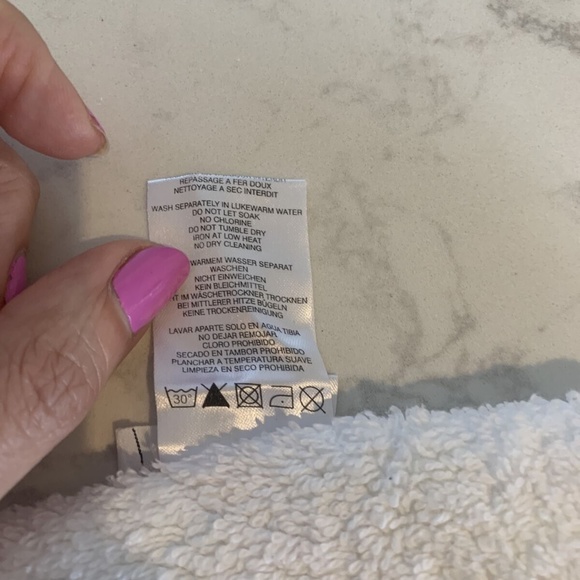 REPASSAGE A FER DOUX
NETTOYAGE A SEC INTERDIT
WASH SEPARATELY IN LUKEWARM WATER
DO NOT LET SOAK
NO CHLORINE
DO NOT TUMBLE DRY
IRON AT LOW HEAT
NO DRY CLEANING
WARMEM WASSER SEPARAT
WASCHEN
NICHT EINWEICHEN
KEIN BLEICHMITTEL
IM WÄSCHETROCKNER TROCKNEN
BEI MITTLERER HITZE BÜGELN
KEINE TROCKENREINIGUNG
LAVAR APARTE SOLO EN AGUA TIBIA
NO DEJAR REMOJAR
CLORO PROHIBIDO
SECADO EN TAMBOR PROHIBIDO
PLANCHAR A TEMPERATURA SUAVE
LIMPIEZA EN SECO PROHIBIDA
30°